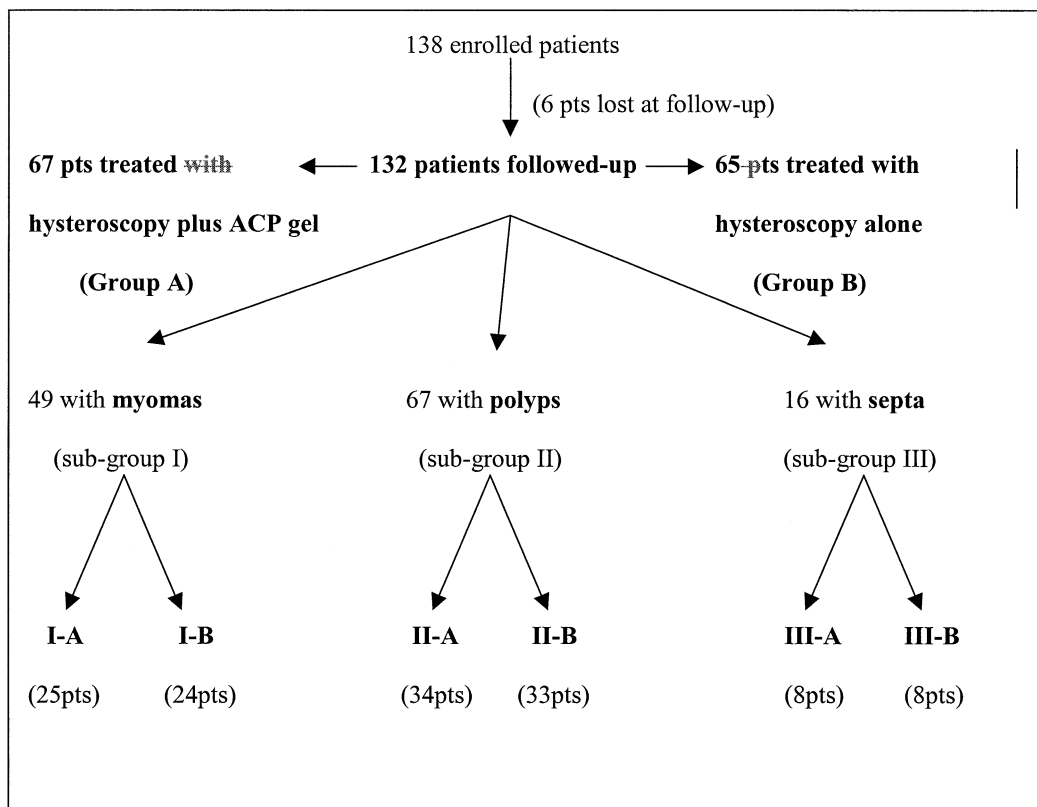 138 enrolled patients
(6 pts lost at follow-up)
67 pts treated with
132 patients followed-up
65 pts treated with
hysteroscopy plus ACP gel
hysteroscopy alone
(Group A)
(Group B)
49 with myomas
67 with polyps
16 with septa
(sub-group I)
(sub-group II)
(sub-group III)
I-A
I-B
II-A
II-B
III-A
III-B
(25pts)
(24pts)
(34pts)
(33pts)
(8pts)
(8pts)